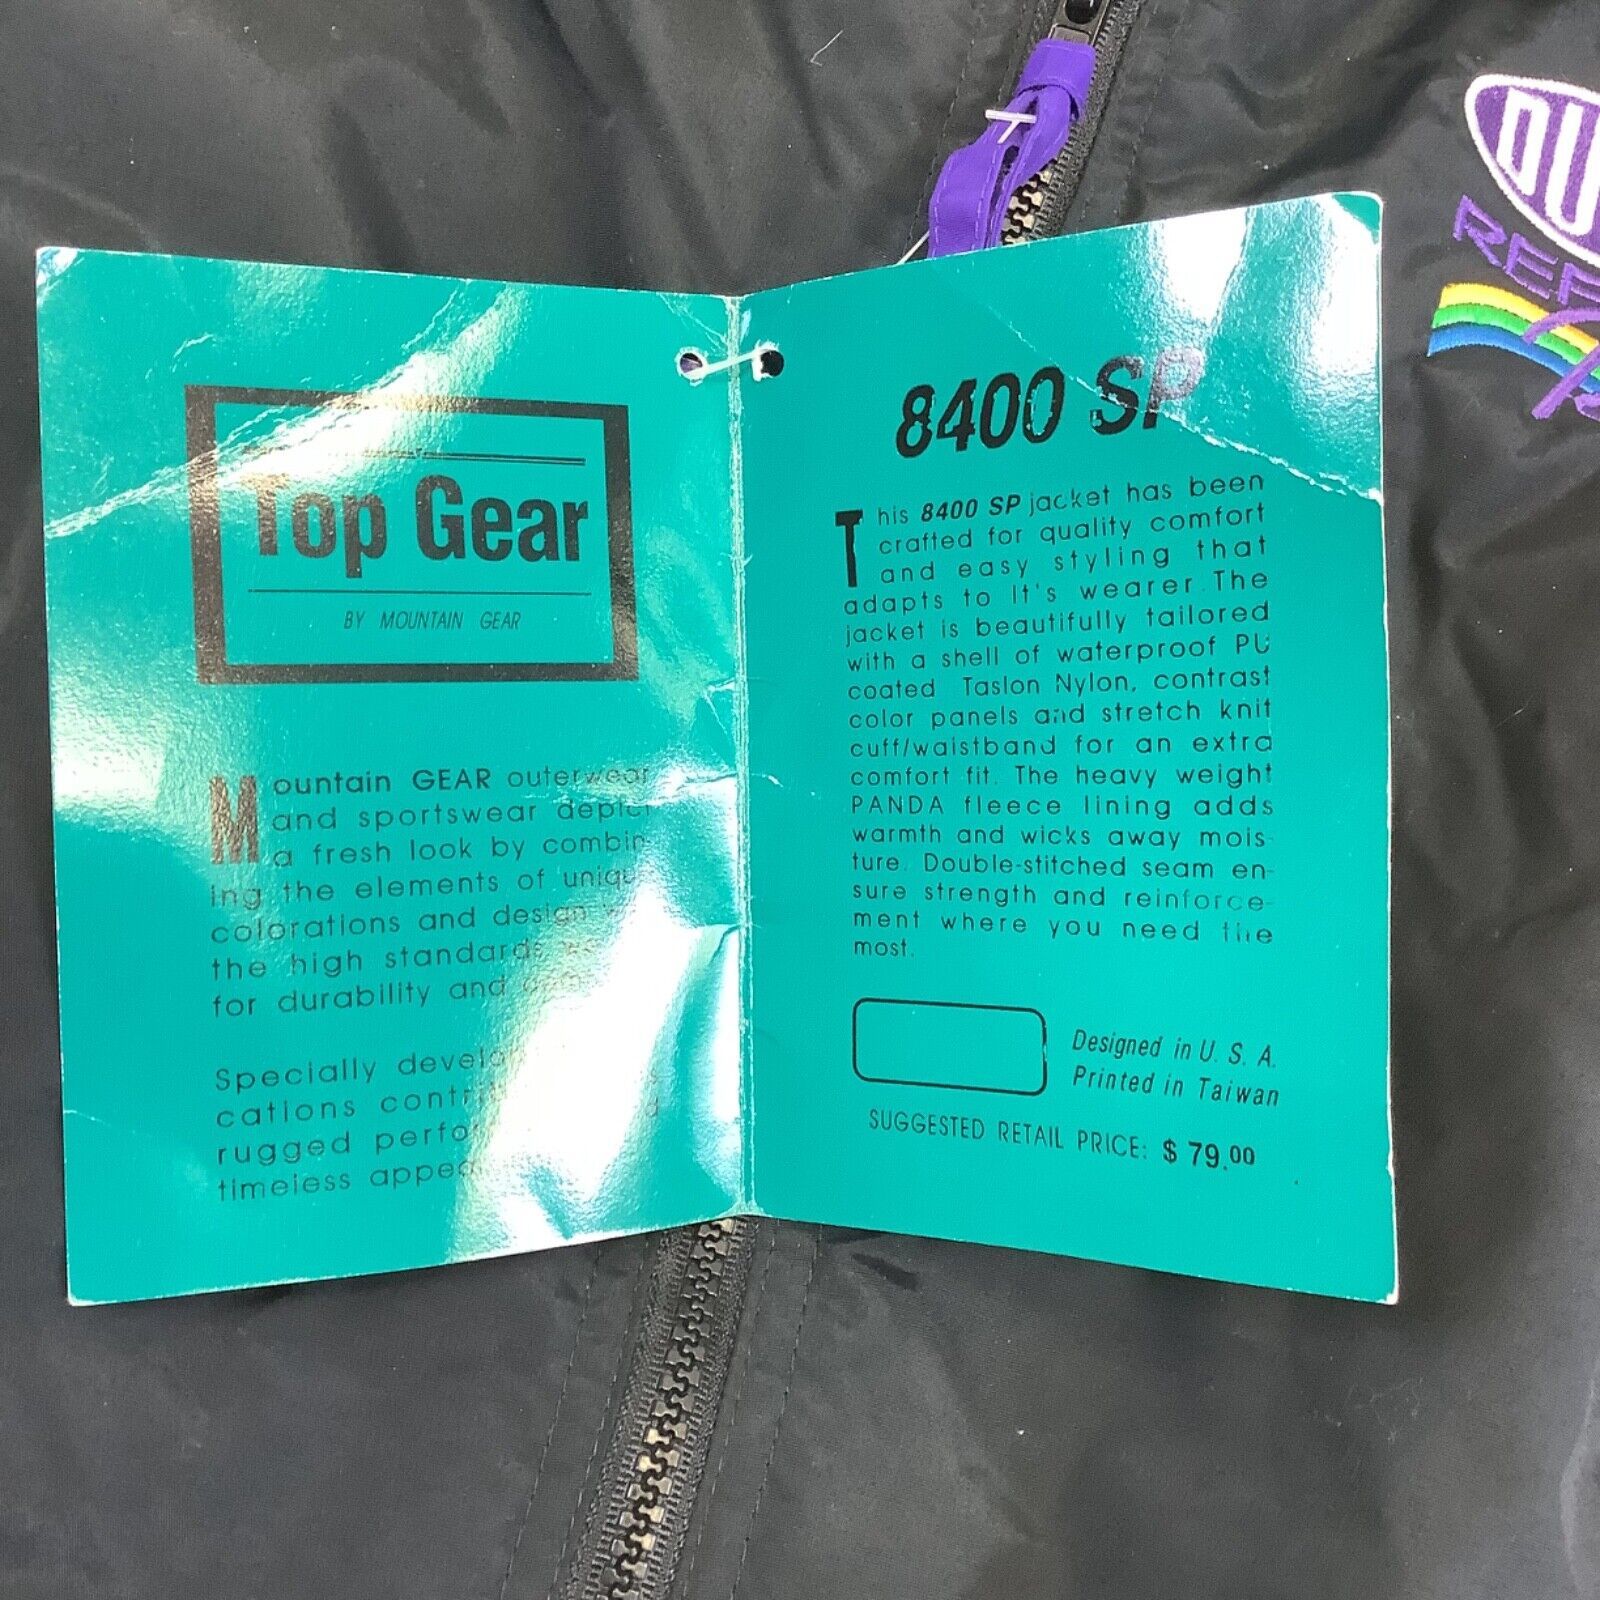 Top Gear
BY MOUNTAIN GEAR
Mountain GEAR outerwear
and sportswear depict
a fresh look by combin-
ing the elements of
colorations and design
the high standards
for durability and
Specially
cations
rugged
timeless
8400 SP
This 8400 SP jacket has been
crafted for quality comfort
and easy styling that
adapts to it's wearer. The
jacket is beautifully tailored
with a shell of waterproof PU
coated Taslon Nylon, contrast
color panels and stretch knit
cuff/waistband for an extra
comfort fit. The heavy weight
PANDA fleece lining adds
warmth and wicks away mois-
ture. Double-stitched seam en-
sure strength and reinforce-
ment where you need the
most.
Designed in U. S. A.
Printed in Taiwan
SUGGESTED RETAIL PRICE: $ 79.00